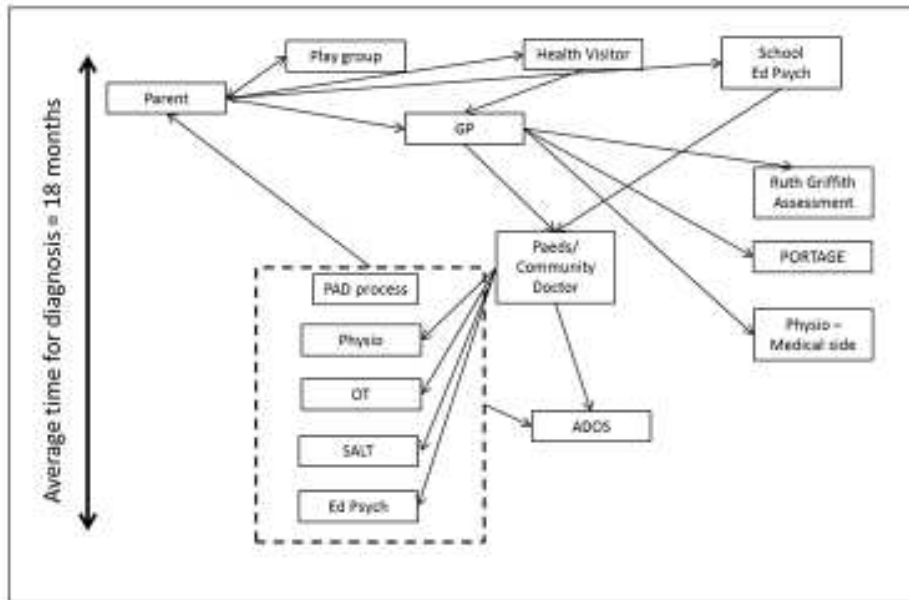 Average time for diagnosis = 18 months
Play group
Health Visitor
School
Ed Psych
Parent
GP
Ruth Griffith
Assessment
Paeds/
Community
Doctor
PORTAGE
PAD process
Physio
Physio –
Medical side
OT
ADOS
SALT
Ed Psych